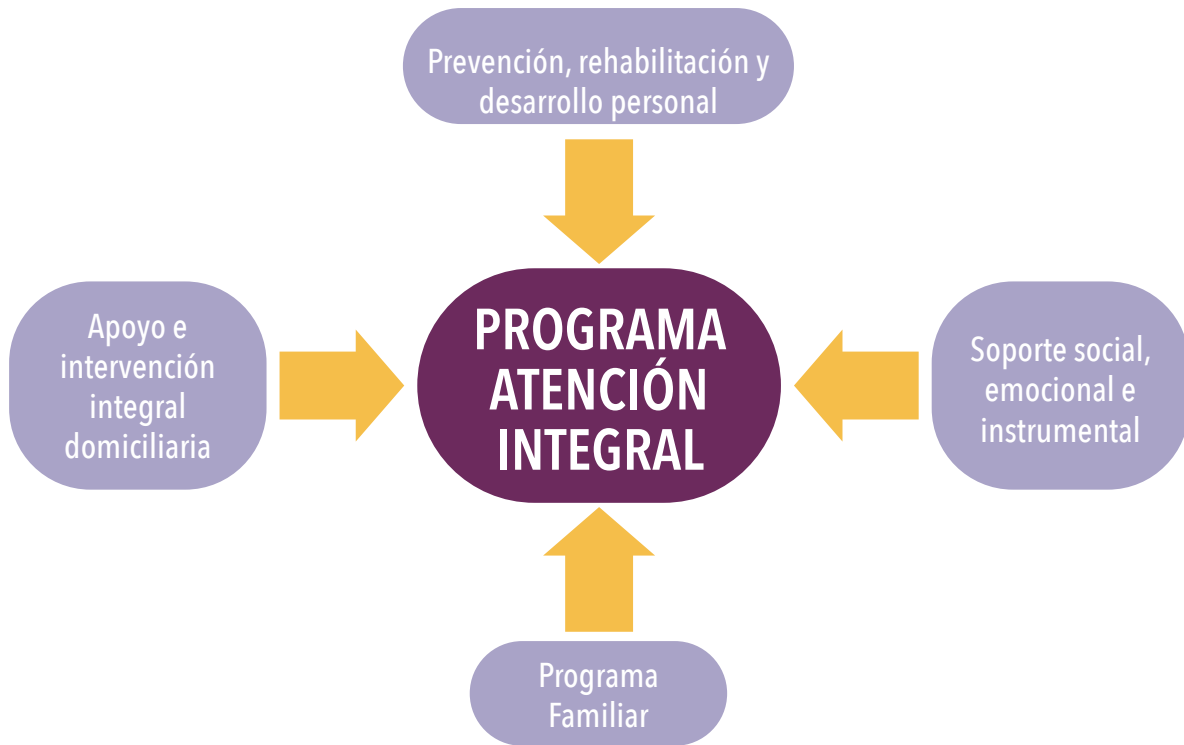 Prevención, rehabilitación y
desarrollo personal
Apoyo e
intervención
integral
domiciliaria
PROGRAMA
ATENCIÓN
INTEGRAL
Soporte social,
emocional e
instrumental
Programa
Familiar